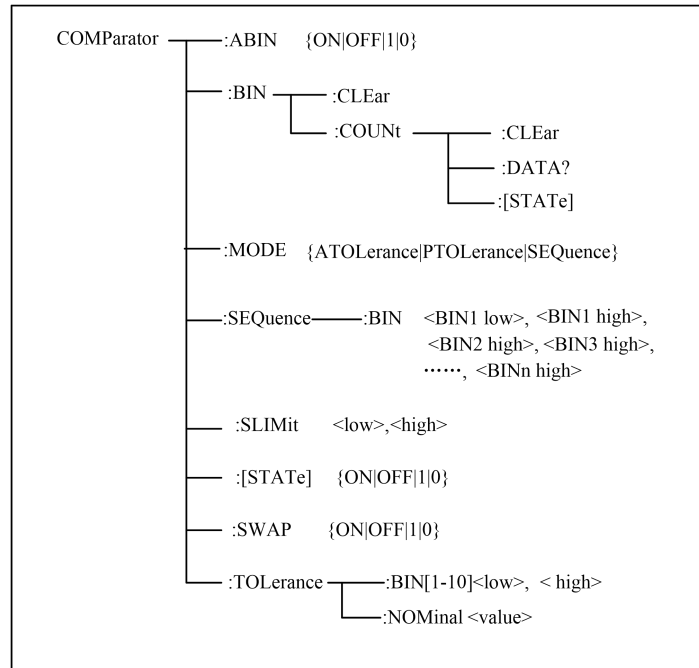 COMParator :ABIN {ON|OFF|1|0}
:BIN :CLEar
:COUNt :CLEar
:DATA?
:[STATe]
:MODE {ATOLerance|PTOLerance|SEQuence}
:SEQuence :BIN <BIN1 low>, <BIN1 high>,
<BIN2 high>, <BIN3 high>,
……, <BINn high>
:SLIMit <low>,<high>
:[STATe] {ON|OFF|1|0}
:SWAP {ON|OFF|1|0}
:TOLerance :BIN[1-10]<low>, < high>
:NOMinal <value>